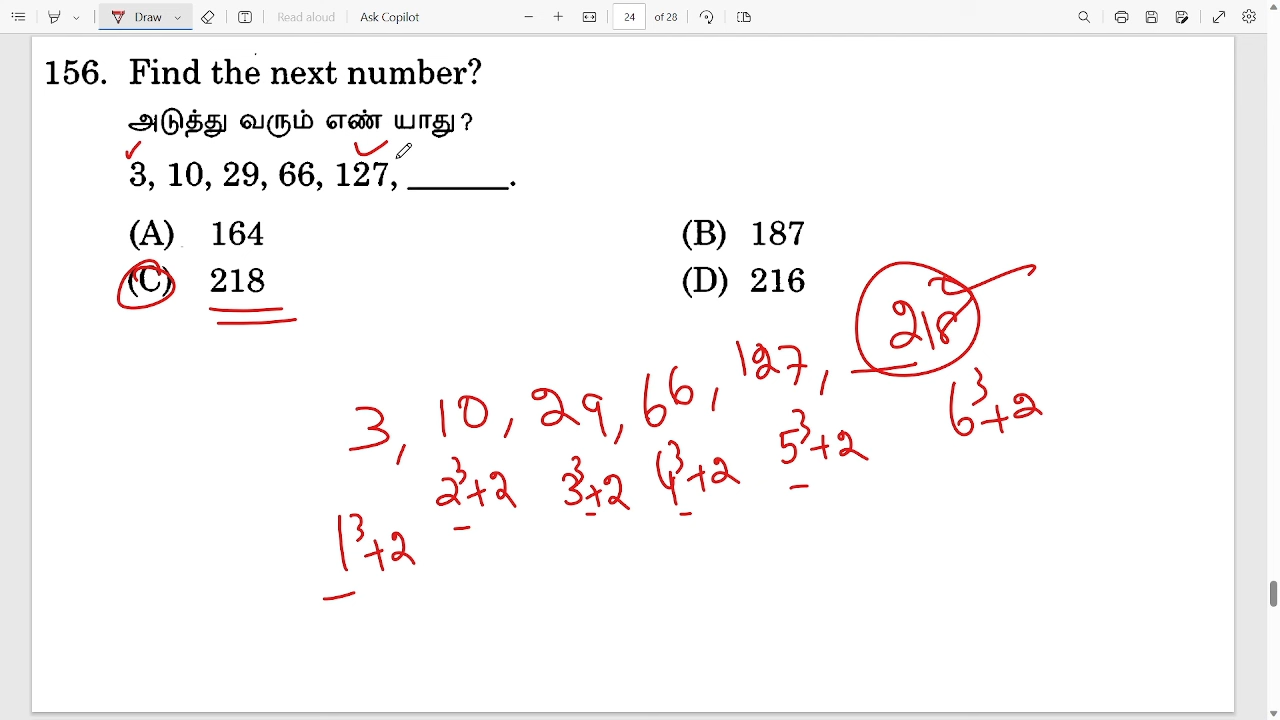 Draw Read aloud Ask Copilot 24 of 28
156. Find the next number?
அடுத்து வரும் எண் யாது?
3, 10, 29, 66, 127, ______.
(A) 164 (B) 187
(C) 218 (D) 216
3, 10, 29, 66, 127, 218
1³+2 2³+2 3³+2 4³+2 5³+2 6³+2